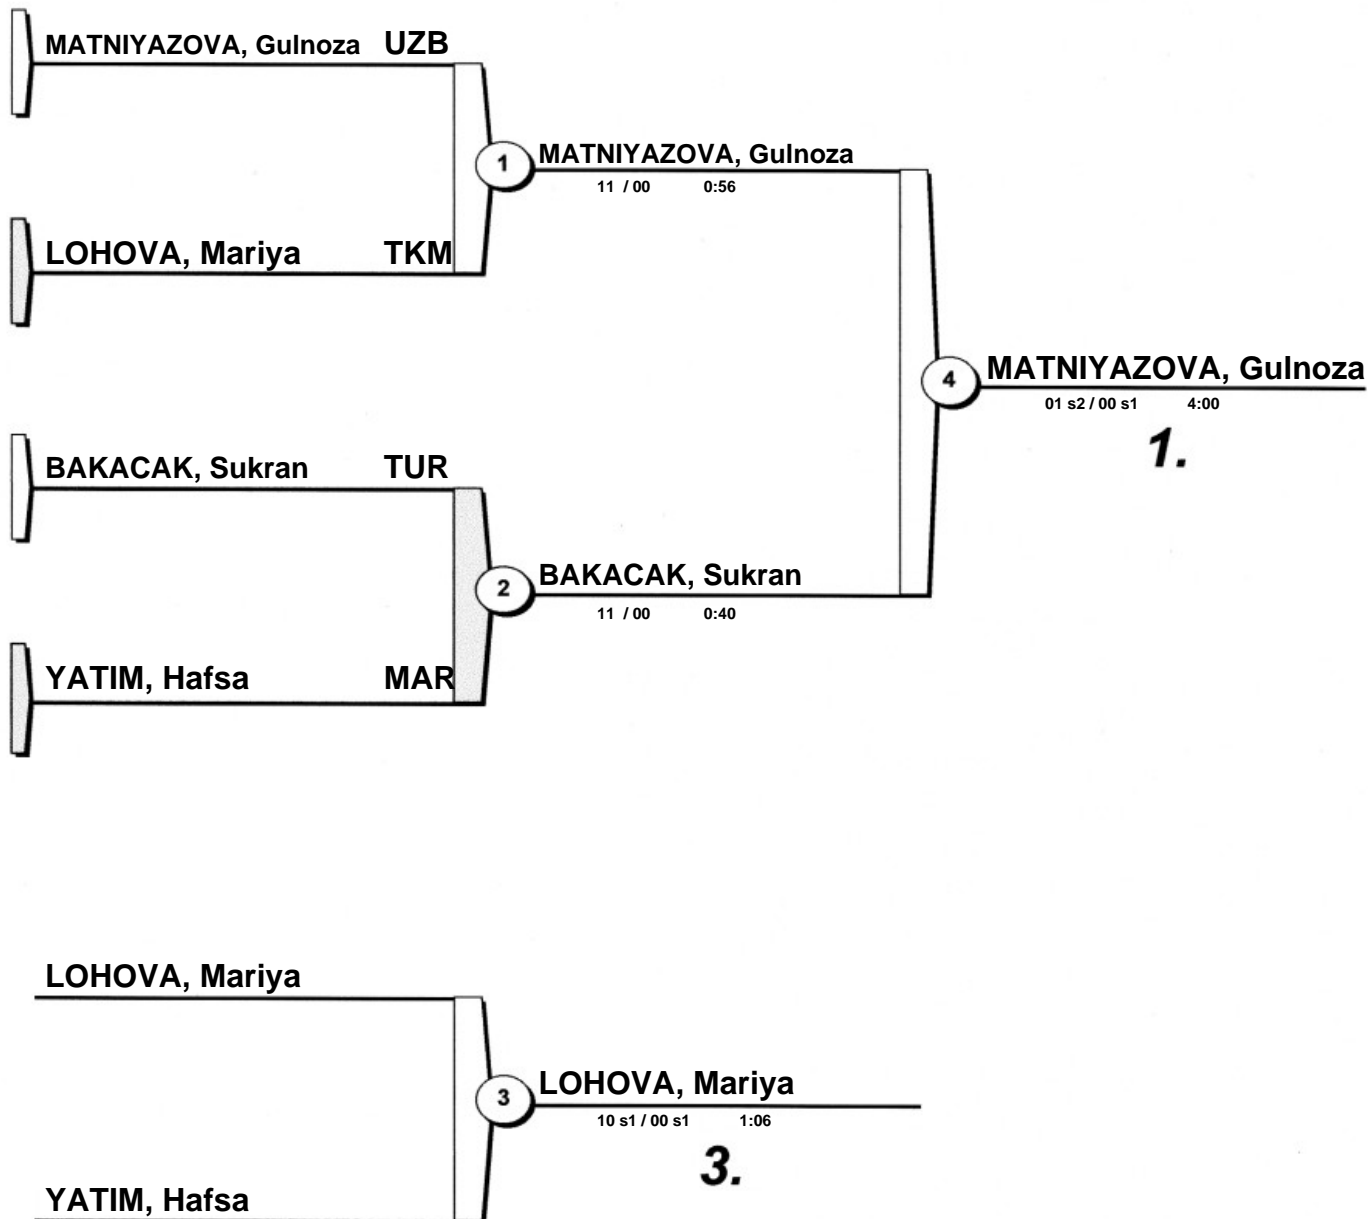 MATNIYAZOVA, Gulnoza UZB
1 MATNIYAZOVA, Gulnoza
11 / 00 0:56
LOHOVA, Mariya TKM
4 MATNIYAZOVA, Gulnoza
01 s2 / 00 s1 4:00
1.
BAKACAK, Sukran TUR
2 BAKACAK, Sukran
11 / 00 0:40
YATIM, Hafsa MAR
LOHOVA, Mariya
3 LOHOVA, Mariya
10 s1 / 00 s1 1:06
3.
YATIM, Hafsa